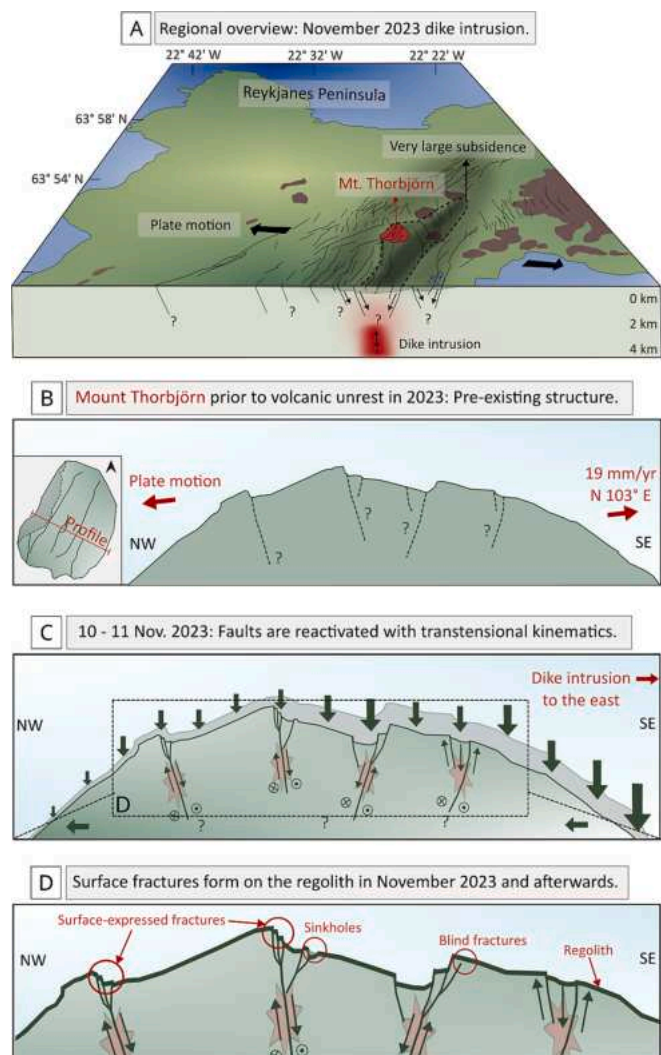 A Regional overview: November 2023 dike intrusion.
22° 42' W 22° 32' W 22° 22' W
Reykjanes Peninsula
63° 58' N
Very large subsidence
63° 54' N
Mt. Thorbjörn
Plate motion
0 km
? ? ? ? ?
2 km
Dike intrusion
4 km
B Mount Thorbjörn prior to volcanic unrest in 2023: Pre-existing structure.
Plate motion
19 mm/yr
N 103° E
Profile
NW
SE
? ? ? ?
C 10 - 11 Nov. 2023: Faults are reactivated with transtensional kinematics.
Dike intrusion
to the east
NW
SE
D
? ? ?
D Surface fractures form on the regolith in November 2023 and afterwards.
Surface-expressed fractures
Sinkholes
Blind fractures
Regolith
NW
SE